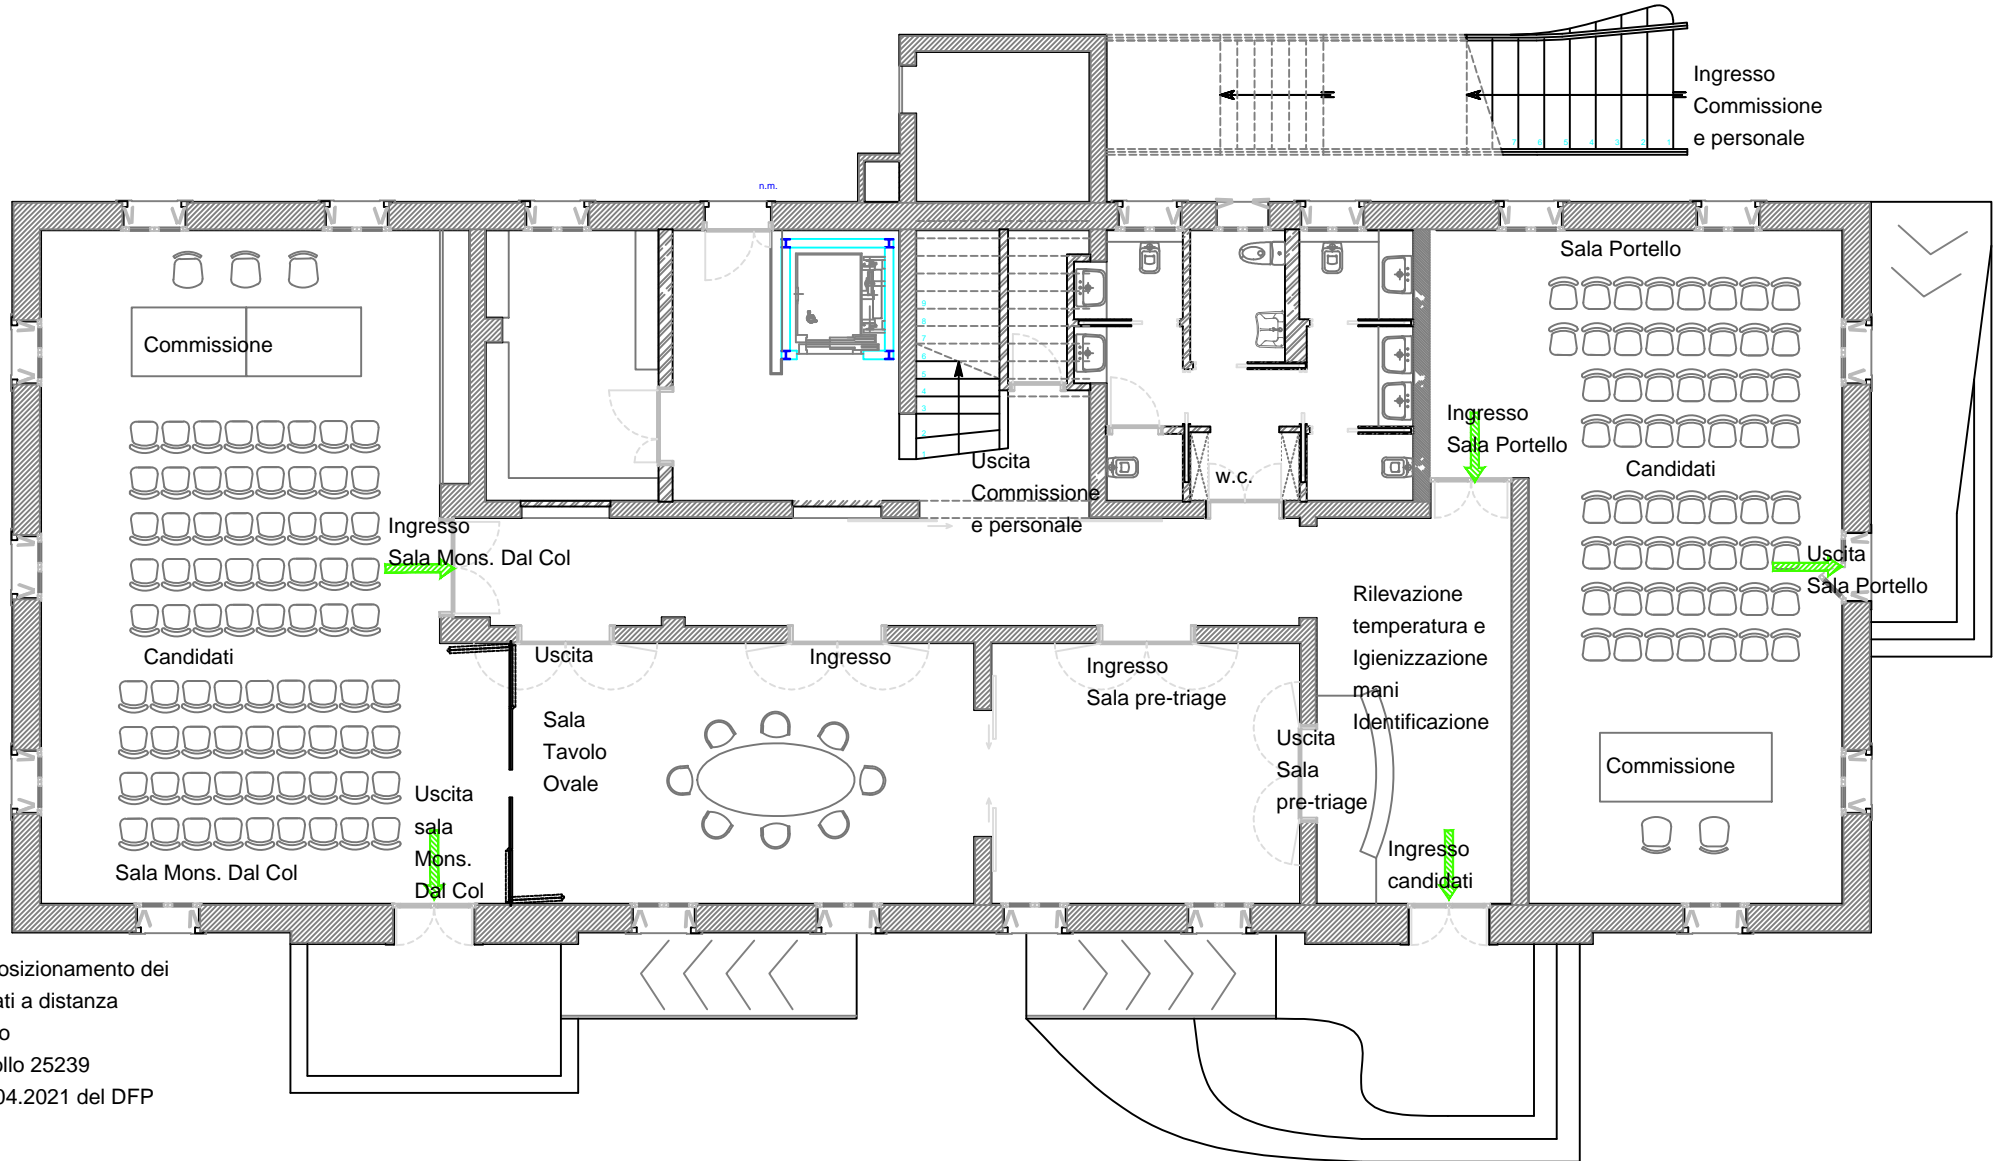 Ingresso
Commissione
e personale
n.m.
Sala Portello
Commissione
Ingresso
Sala Portello
Candidati
Uscita
Commissione
e personale
w.c.
Ingresso
Sala Mons. Dal Col
Uscita
Sala Portello
Rilevazione
temperatura e
Igienizzazione
mani
Identificazione
Candidati
Uscita
Ingresso
Ingresso
Sala pre-triage
Sala
Tavolo
Ovale
Uscita
Sala
pre-triage
Commissione
Uscita
sala
Mons.
Dal Col
Sala Mons. Dal Col
Ingresso
candidati
osizionamento dei
ati a distanza
o
ollo 25239
04.2021 del DFP